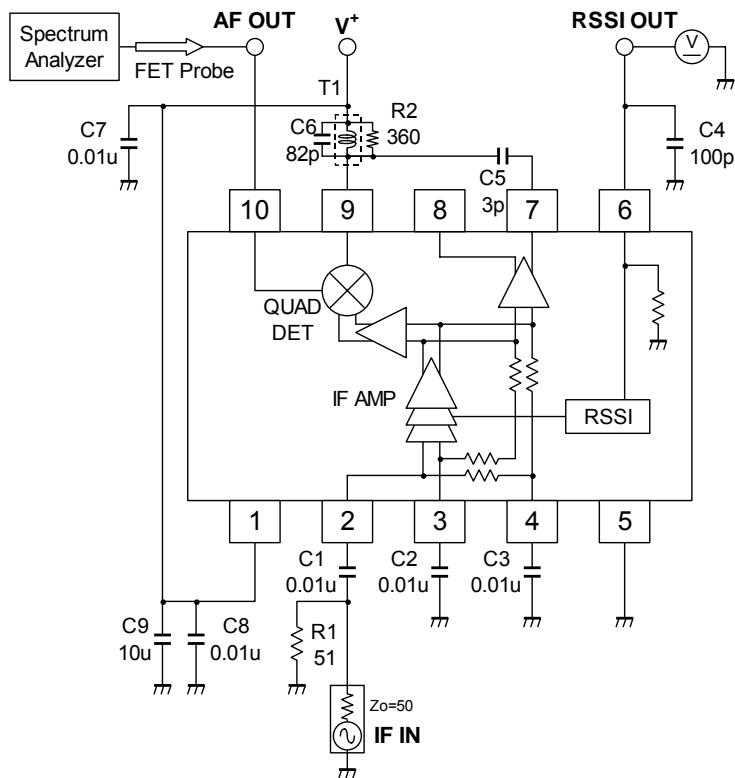 AF OUT
V+
RSSI OUT
Spectrum
Analyzer
FET Probe
V
T1
C7
0.01u
C6
82p
R2
360
C4
100p
C5
3p
10
9
8
7
6
QUAD
DET
IF AMP
RSSI
1
2
3
4
5
C1
0.01u
C2
0.01u
C3
0.01u
C9
10u
C8
0.01u
R1
51
Zo=50
IF IN